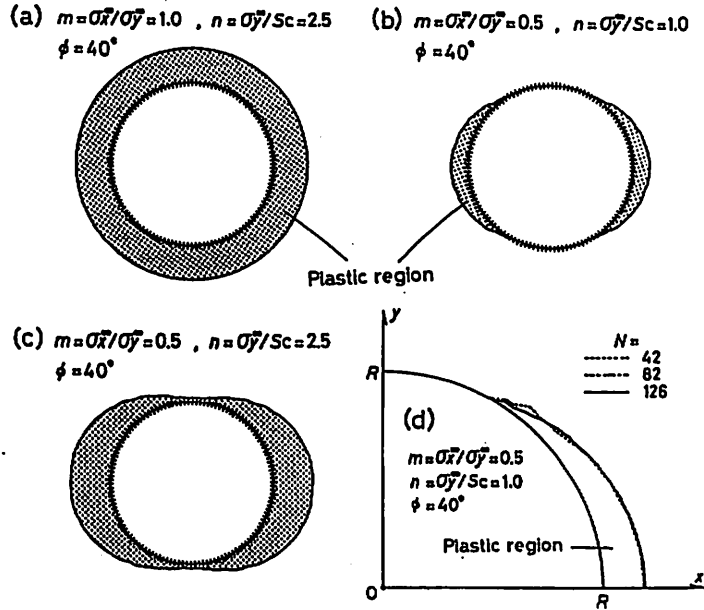 (a) m=σx∞/σy∞=1.0 , n=σy∞/Sc=2.5
φ=40°
(b) m=σx∞/σy∞=0.5 , n=σy∞/Sc=1.0
φ=40°
Plastic region
(c) m=σx∞/σy∞=0.5 , n=σy∞/Sc=2.5
φ=40°
y
R
N=
42
82
126
(d)
m=σx∞/σy∞=0.5
n=σy∞/Sc=1.0
φ=40°
Plastic region
O
R
x